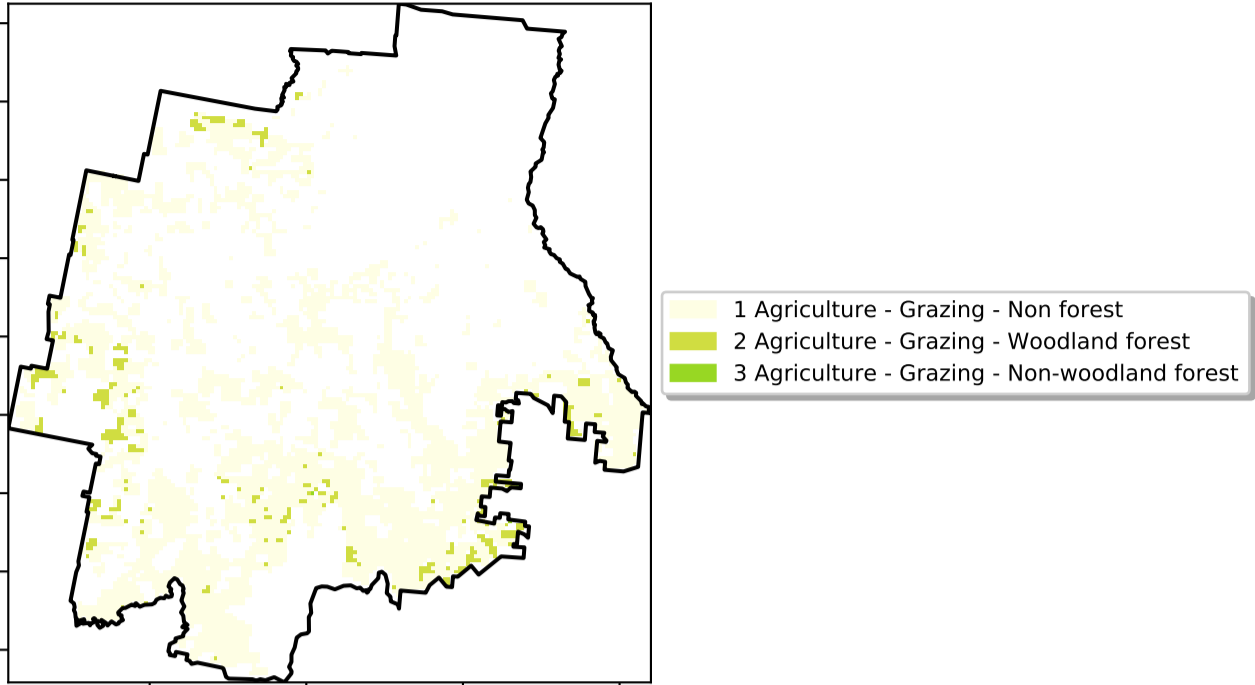 1 Agriculture - Grazing - Non forest
2 Agriculture - Grazing - Woodland forest
3 Agriculture - Grazing - Non-woodland forest